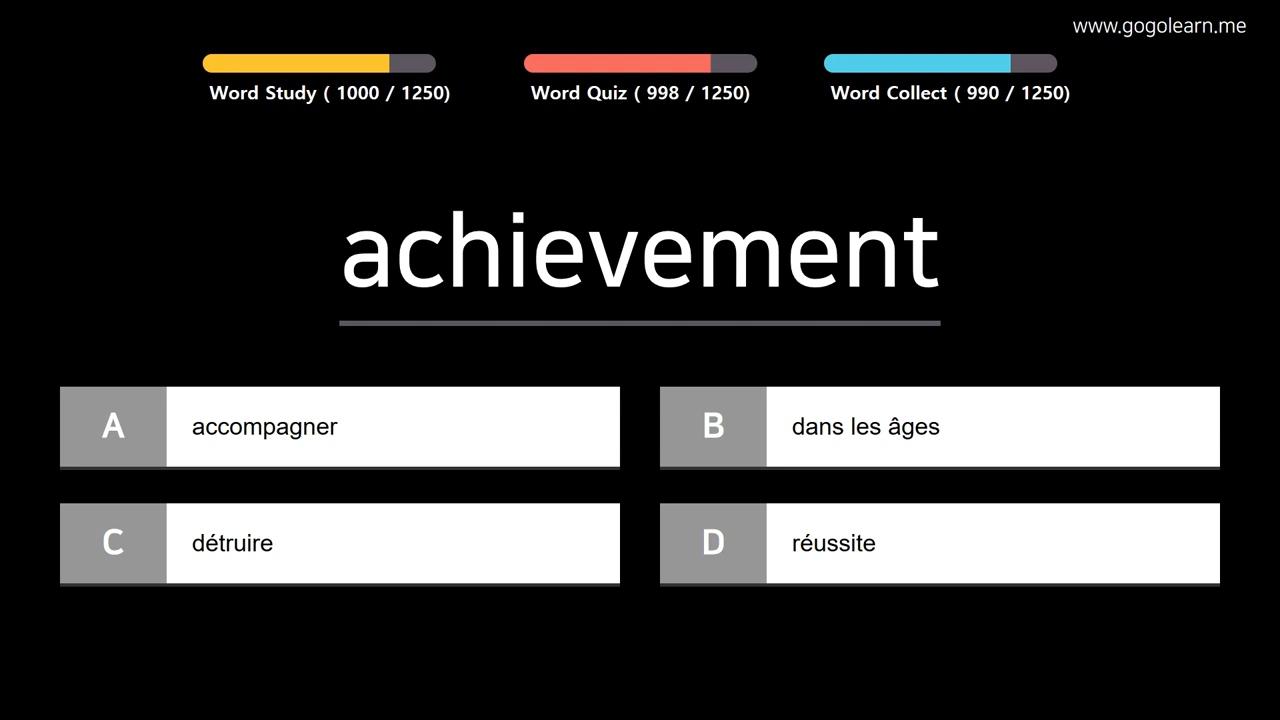 www.gogolearn.me
Word Study ( 1000 / 1250)
Word Quiz ( 998 / 1250)
Word Collect ( 990 / 1250)
achievement
A accompagner
B dans les âges
C détruire
D réussite